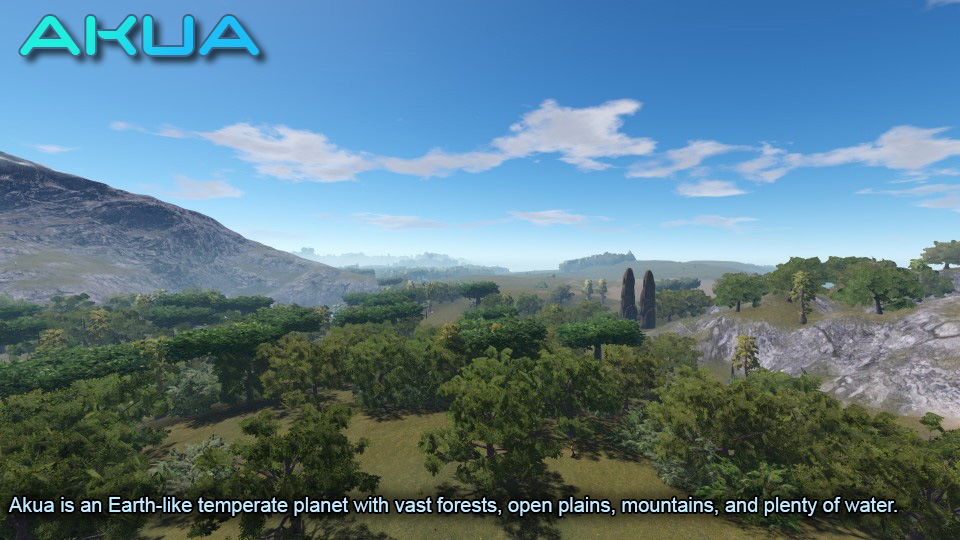 AKUA
Akua is an Earth-like temperate planet with vast forests, open plains, mountains, and plenty of water.